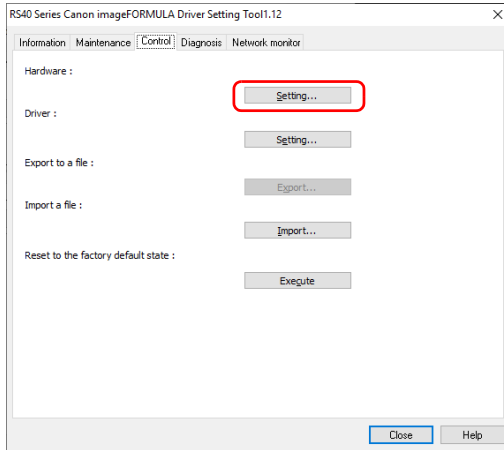 RS40 Series Canon imageFORMULA Driver Setting Tool1.12
Information Maintenance Control Diagnosis Network monitor
Hardware :
Setting...
Driver :
Setting...
Export to a file :
Export...
Import a file :
Import...
Reset to the factory default state :
Execute
Close Help